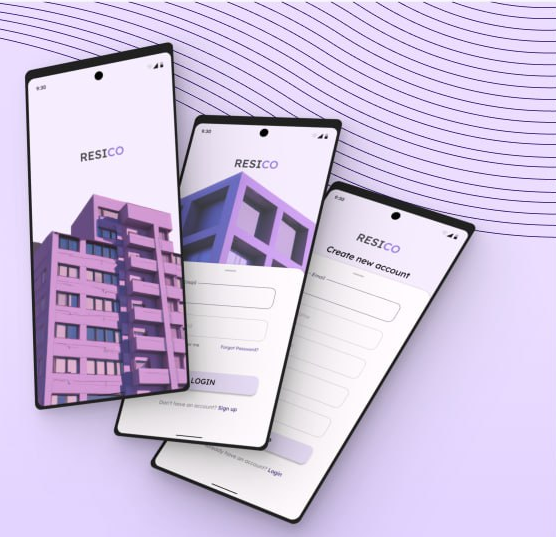 9:30
RESICO
9:30
RESICO
Forgot Password?
LOGIN
Don't have an account? Sign up
9:30
RESICO
Create new account
Email
already have an account? Login